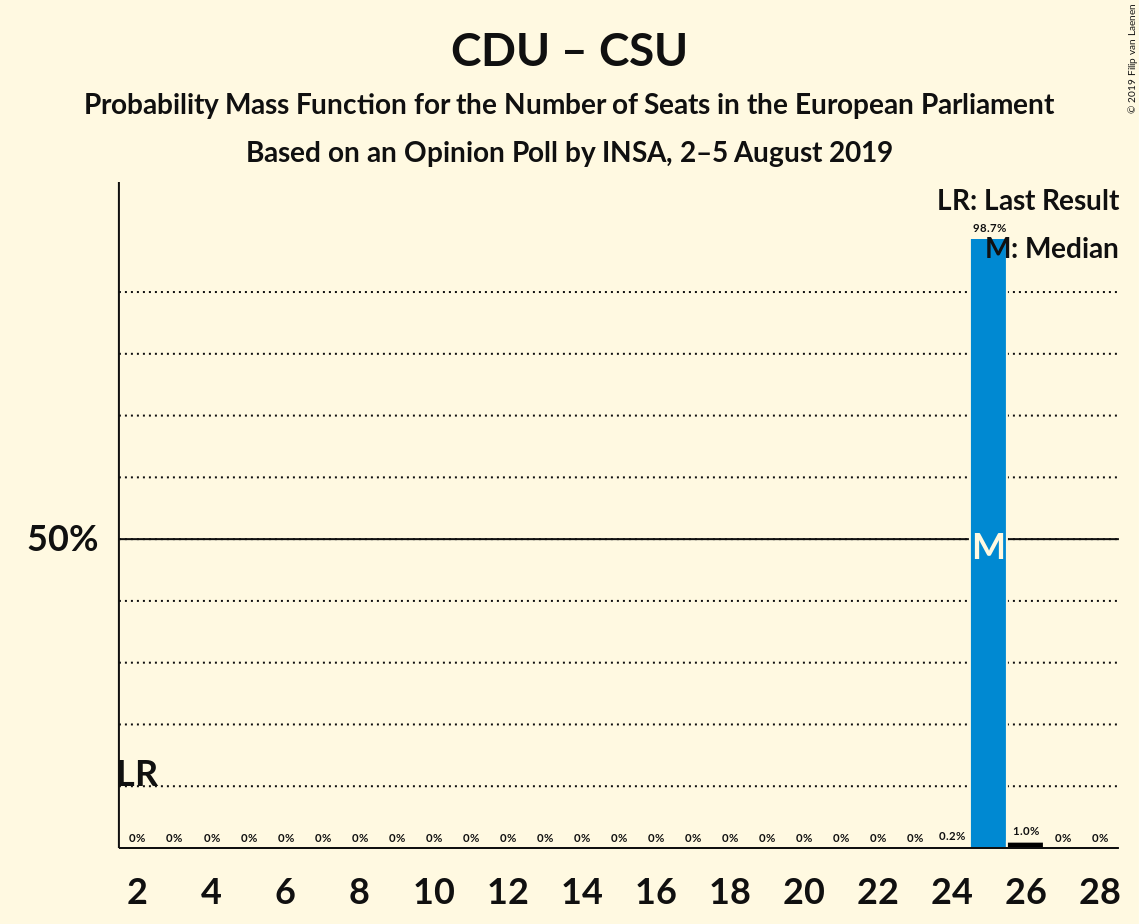 CDU – CSU
Probability Mass Function for the Number of Seats in the European Parliament
Based on an Opinion Poll by INSA, 2–5 August 2019
© 2019 Filip van Laenen
LR: Last Result
98.7%
M: Median
50%
M
LR
0% 0% 0% 0% 0% 0% 0% 0% 0% 0% 0% 0% 0% 0% 0% 0% 0% 0% 0% 0% 0% 0% 0.2% 1.0% 0% 0%
2 4 6 8 10 12 14 16 18 20 22 24 26 28